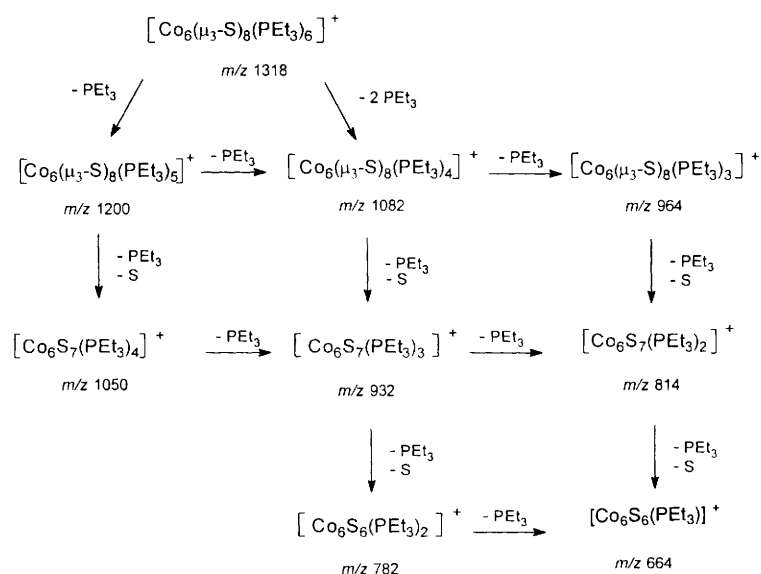 [Co₆(μ₃-S)₈(PEt₃)₆]⁺
m/z 1318
- PEt₃
- 2 PEt₃
[Co₆(μ₃-S)₈(PEt₃)₅]⁺
- PEt₃
[Co₆(μ₃-S)₈(PEt₃)₄]⁺
- PEt₃
[Co₆(μ₃-S)₈(PEt₃)₃]⁺
m/z 1200
m/z 1082
m/z 964
- PEt₃
- S
- PEt₃
- S
- PEt₃
- S
[Co₆S₇(PEt₃)₄]⁺
- PEt₃
[Co₆S₇(PEt₃)₃]⁺
- PEt₃
[Co₆S₇(PEt₃)₂]⁺
m/z 1050
m/z 932
m/z 814
- PEt₃
- S
- PEt₃
- S
[Co₆S₆(PEt₃)₂]⁺
- PEt₃
[Co₆S₆(PEt₃)]⁺
m/z 782
m/z 664